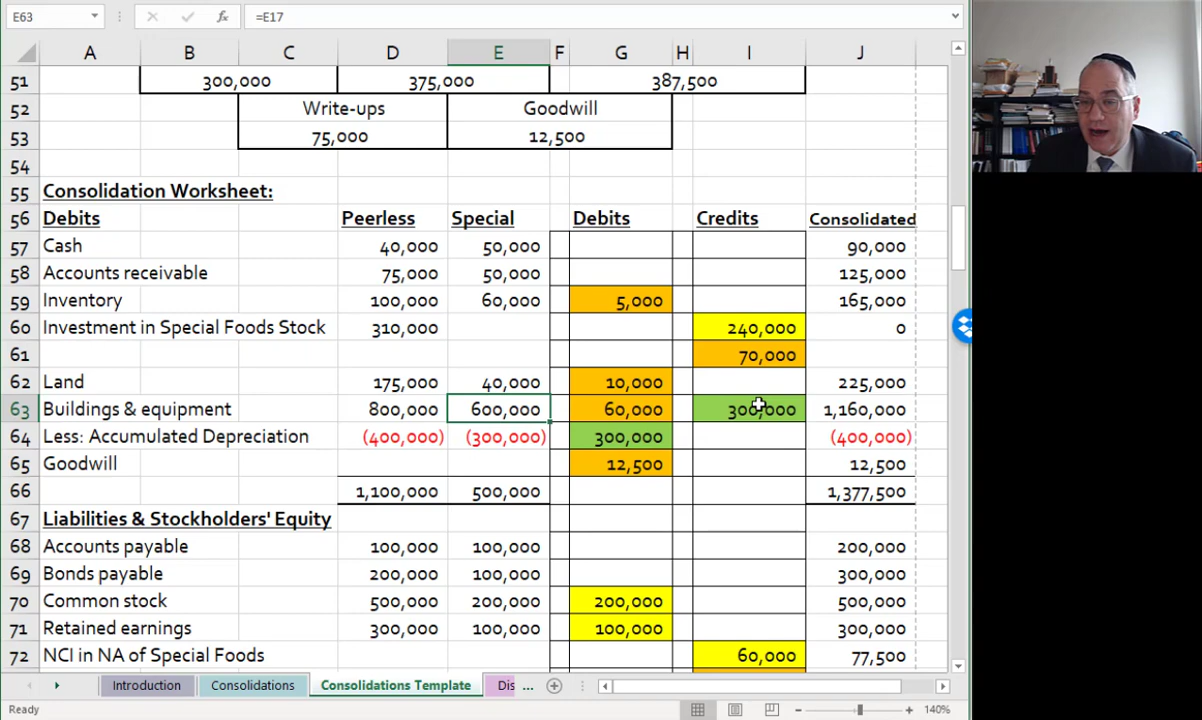 E63 fx =E17
A B C D E F G H I J
51 300,000 375,000 387,500
52 Write-ups Goodwill
53 75,000 12,500
54
55 Consolidation Worksheet:
56 Debits Peerless Special Debits Credits Consolidated
57 Cash 40,000 50,000 90,000
58 Accounts receivable 75,000 50,000 125,000
59 Inventory 100,000 60,000 5,000 165,000
60 Investment in Special Foods Stock 310,000 240,000 0
61 70,000
62 Land 175,000 40,000 10,000 225,000
63 Buildings & equipment 800,000 600,000 60,000 300,000 1,160,000
64 Less: Accumulated Depreciation (400,000) (300,000) 300,000 (400,000)
65 Goodwill 12,500 12,500
66 1,100,000 500,000 1,377,500
67 Liabilities & Stockholders' Equity
68 Accounts payable 100,000 100,000 200,000
69 Bonds payable 200,000 100,000 300,000
70 Common stock 500,000 200,000 200,000 500,000
71 Retained earnings 300,000 100,000 100,000 300,000
72 NCI in NA of Special Foods 60,000 77,500
Introduction Consolidations Consolidations Template Dis ...
Ready 140%